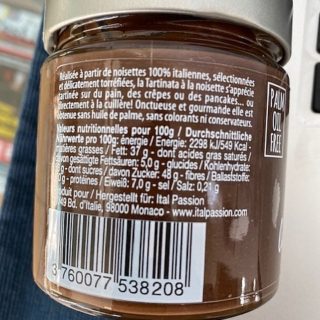 Réalisée à partir de noisettes 100% italiennes, sélectionnées
et délicatement torréfiées, la Tartinata à la noisette s'apprécie
tartinée sur du pain, des crêpes ou des pancakes... ou
directement à la cuillère! Onctueuse et gourmande elle est
obtenue sans huile de palme, sans colorants ni conservateurs.
Valeurs nutritionnelles pour 100g / Durchschnittliche
Nährwerte pro 100g: énergie / Energie: 2298 kj/549 Kcal -
/ Fett: 37 g - dont acides gras saturés /
davon gesättigte Fettsäuren: 5,0 g - glucides / Kohlenhydrate:
sucres / davon Zucker: 48 g - fibres / Ballaststoffe:
- protéines / Eiweiß: 7,0 g - sel / Salz: 0,21 g
Produit pour / Hergestellt für: Ital Passion
49 Bd. d'Italie, 98000 Monaco - www.italpassion.com
3 760077 538208
PALM
OIL
FREE